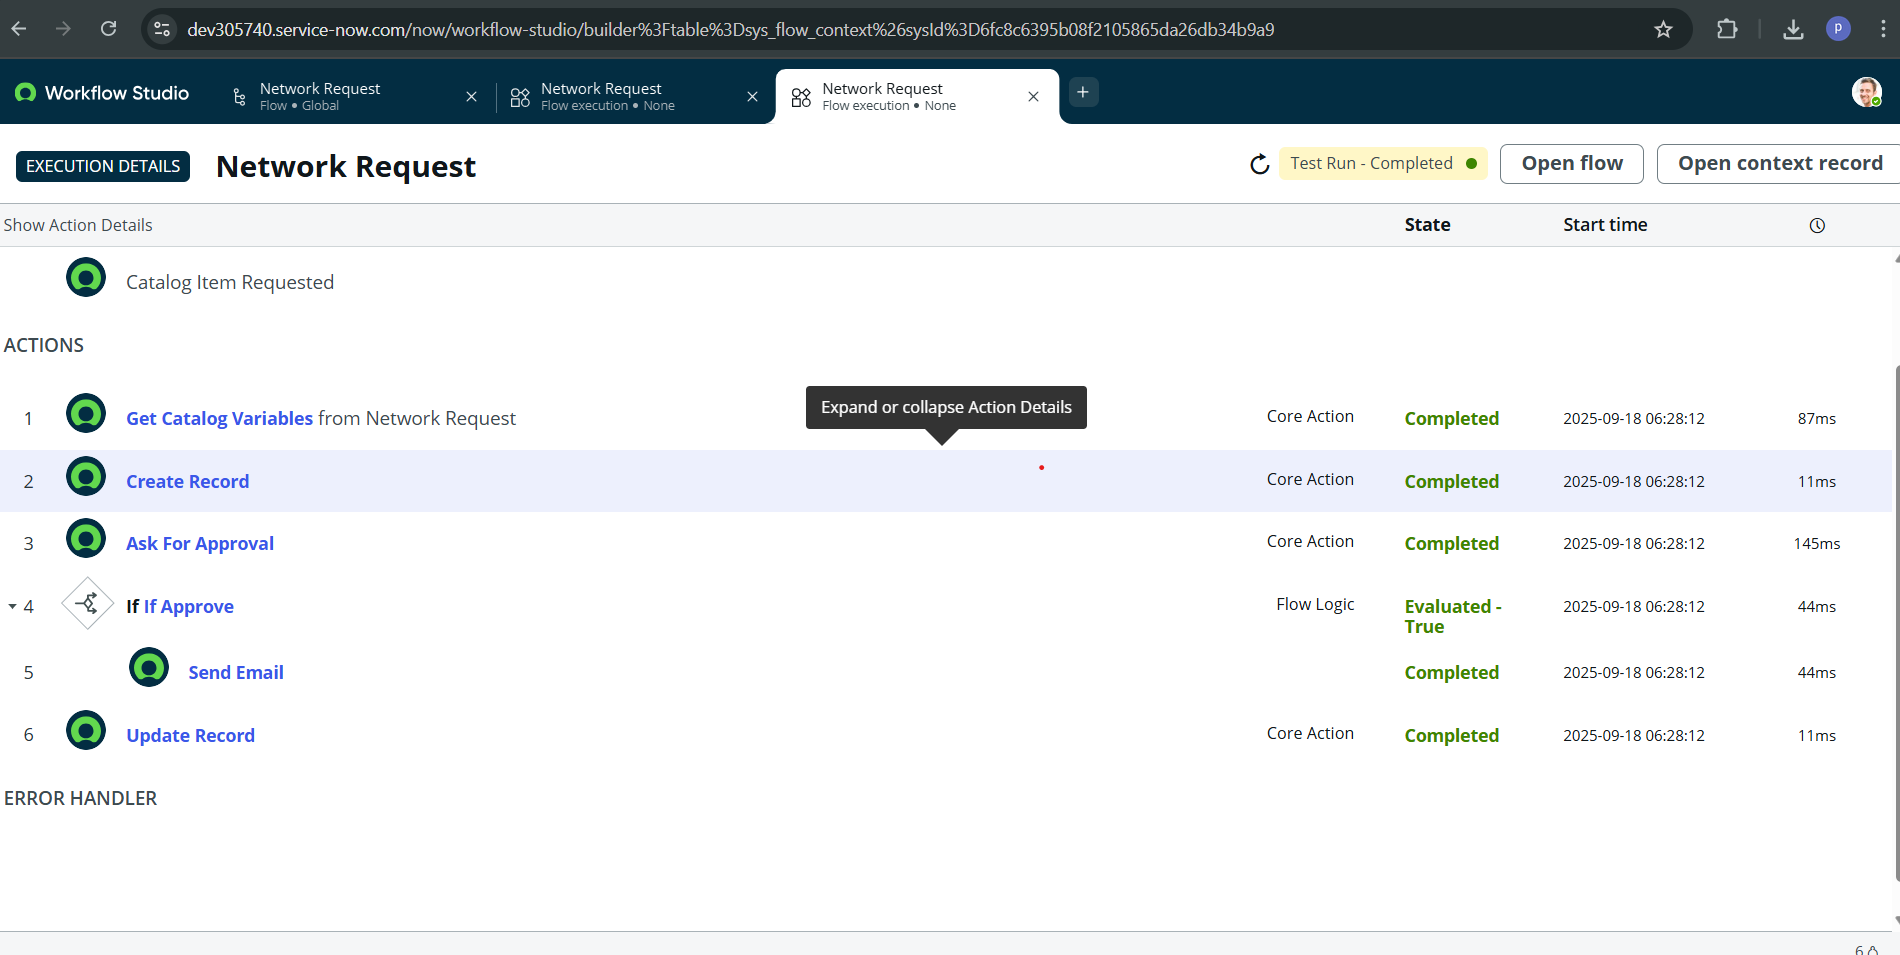 dev305740.service-now.com/now/workflow-studio/builder%3Ftable%3Dsys_flow_context%26sysId%3D6fc8c6395b08f2105865da26db34b9a9
P
Workflow Studio
Network Request
Flow • Global
Network Request
Flow execution • None
Network Request
Flow execution • None
EXECUTION DETAILS
Network Request
Test Run - Completed
Open flow
Open context record
Show Action Details
State
Start time
Catalog Item Requested
ACTIONS
Expand or collapse Action Details
1 Get Catalog Variables from Network Request Core Action Completed 2025-09-18 06:28:12 87ms
2 Create Record Core Action Completed 2025-09-18 06:28:12 11ms
3 Ask For Approval Core Action Completed 2025-09-18 06:28:12 145ms
4 If If Approve Flow Logic Evaluated - True 2025-09-18 06:28:12 44ms
5 Send Email Completed 2025-09-18 06:28:12 44ms
6 Update Record Core Action Completed 2025-09-18 06:28:12 11ms
ERROR HANDLER